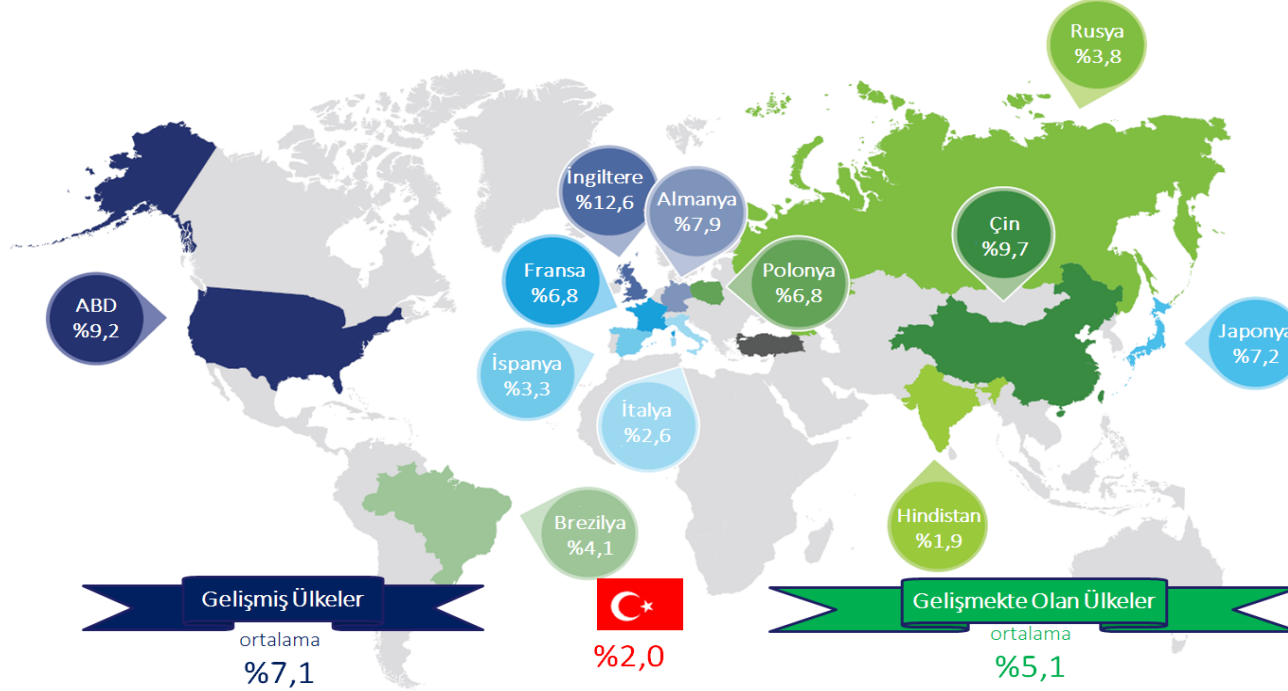 Rusya
%3,8
İngiltere
%12,6
Almanya
%7,9
Çin
%9,7
Fransa
%6,8
Polonya
%6,8
ABD
%9,2
Japonya
%7,2
İspanya
%3,3
İtalya
%2,6
Hindistan
%1,9
Brezilya
%4,1
Gelişmiş Ülkeler
ortalama
%7,1
%2,0
Gelişmekte Olan Ülkeler
ortalama
%5,1